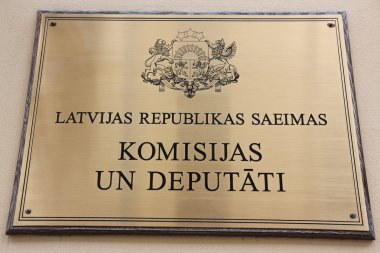 LATVIJAS REPUBLIKAS SAEIMAS
KOMISIJAS
UN DEPUTĀTI